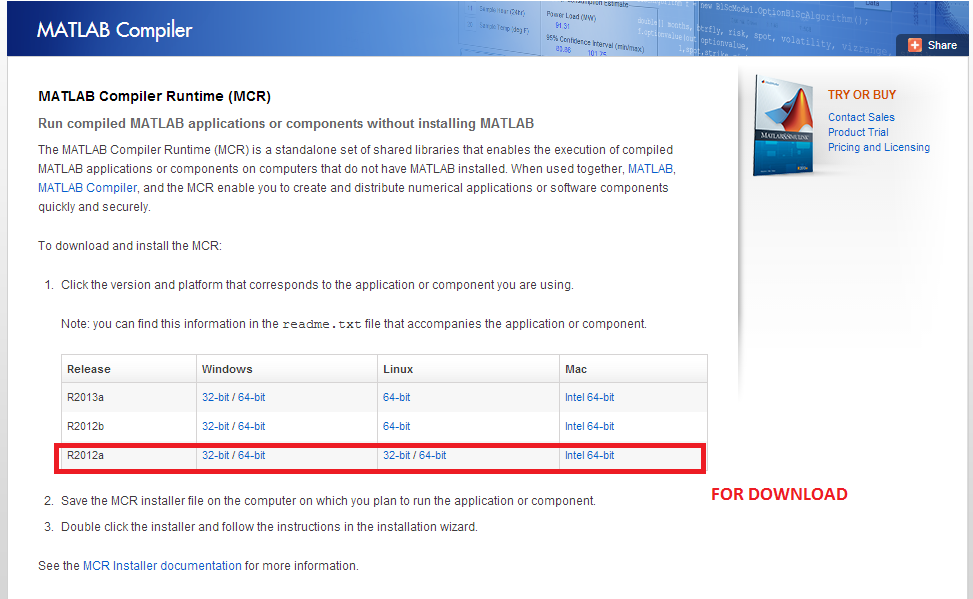 MATLAB Compiler
Share
MATLAB Compiler Runtime (MCR)
Run compiled MATLAB applications or components without installing MATLAB
The MATLAB Compiler Runtime (MCR) is a standalone set of shared libraries that enables the execution of compiled
MATLAB applications or components on computers that do not have MATLAB installed. When used together, MATLAB,
MATLAB Compiler, and the MCR enable you to create and distribute numerical applications or software components
quickly and securely.
To download and install the MCR:
1. Click the version and platform that corresponds to the application or component you are using.
Note: you can find this information in the readme.txt file that accompanies the application or component.
Release Windows Linux Mac
R2013a 32-bit / 64-bit 64-bit Intel 64-bit
R2012b 32-bit / 64-bit 64-bit Intel 64-bit
R2012a 32-bit / 64-bit 32-bit / 64-bit Intel 64-bit
2. Save the MCR installer file on the computer on which you plan to run the application or component.
FOR DOWNLOAD
3. Double click the installer and follow the instructions in the installation wizard.
See the MCR Installer documentation for more information.
MATLAB&SIMULINK
TRY OR BUY
Contact Sales
Product Trial
Pricing and Licensing